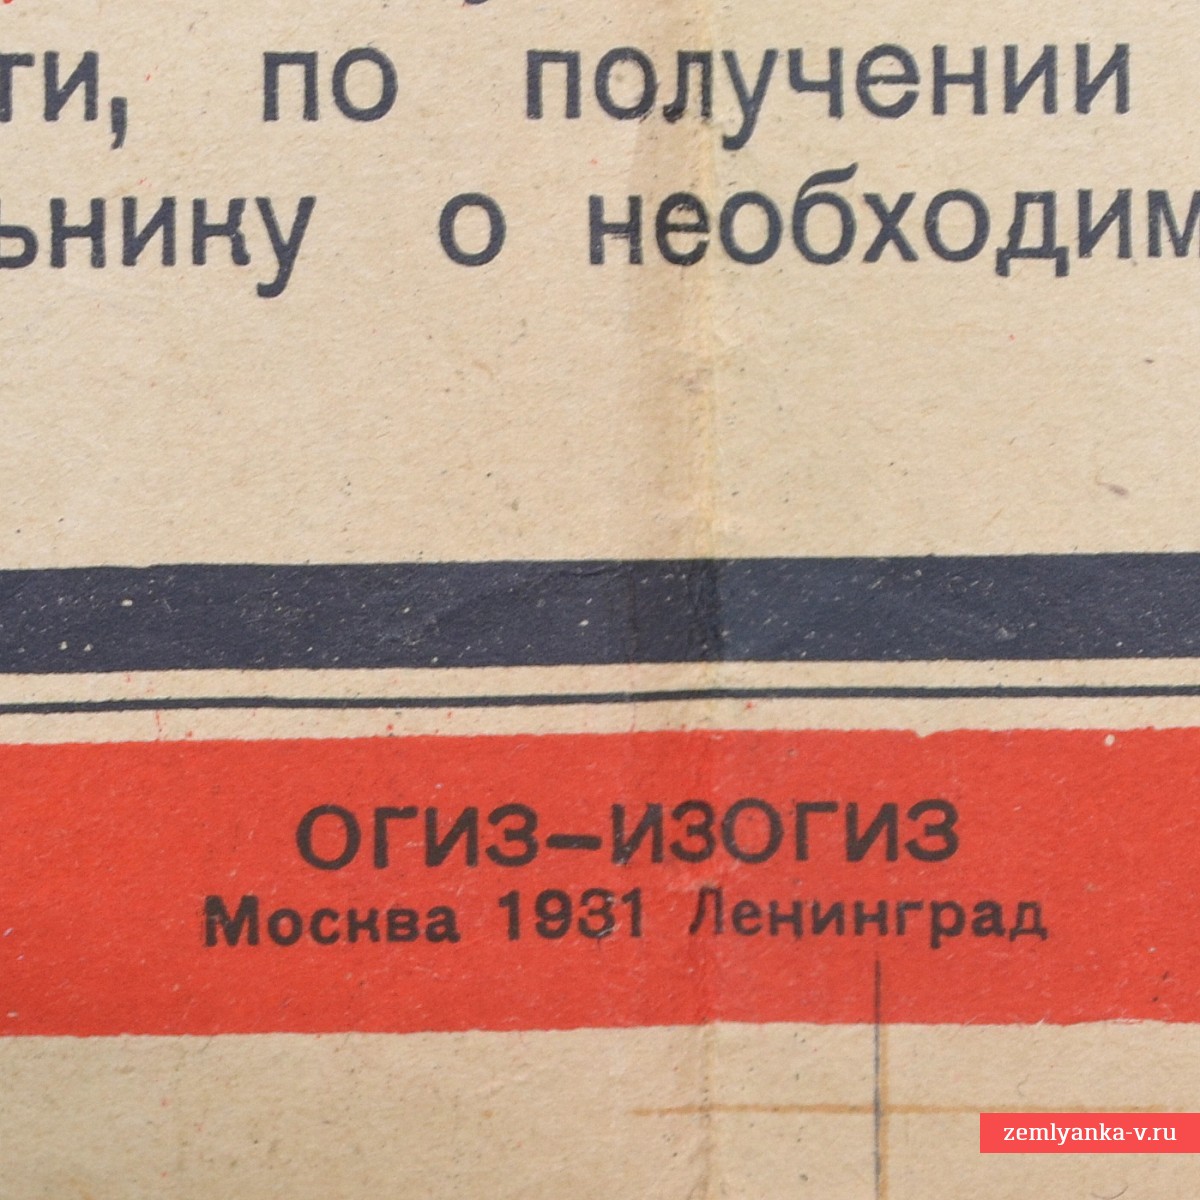 ти, по получении
ьнику о необходим
ОГИЗ–ИЗОГИЗ
Москва 1931 Ленинград
zemlyanka-v.ru